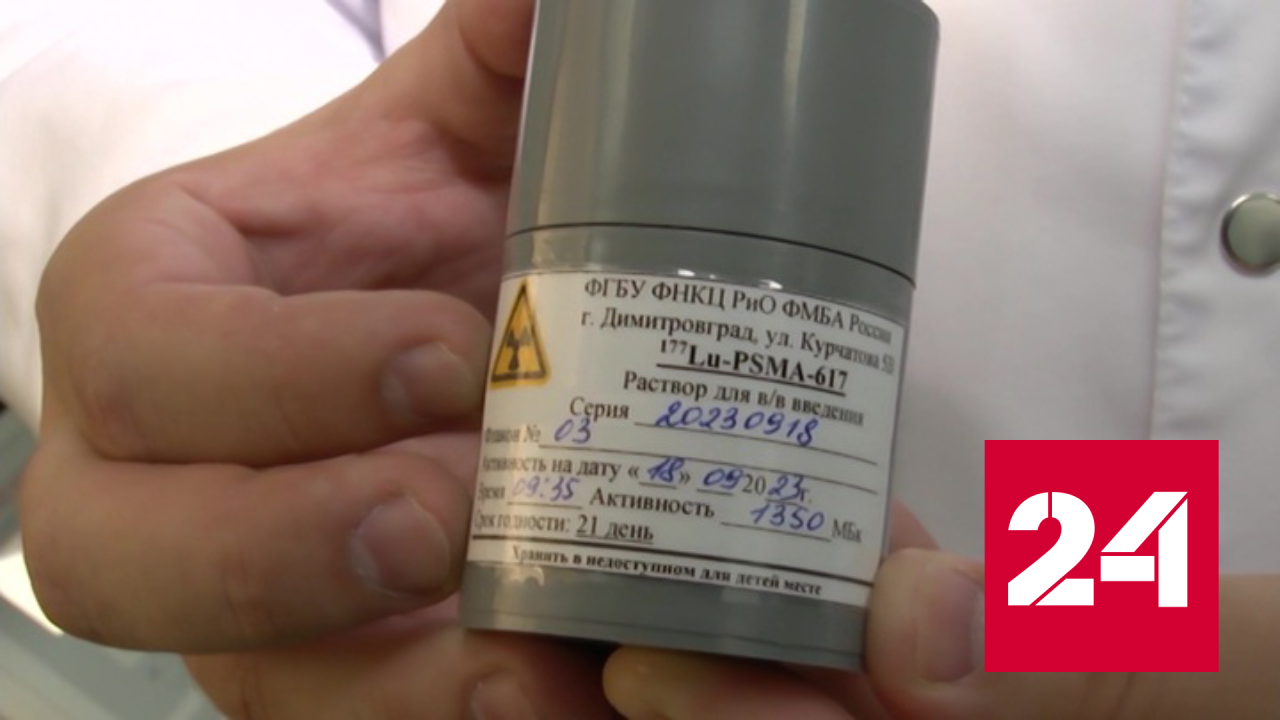 ФГБУ ФНКЦ РиО ФМБА России
г. Димитровград, ул. Курчатова 5В
¹⁷⁷Lu-PSMA-617
Раствор для в/в введения
Серия 20230918
Флакон № 03
Активность на дату «18» 09 2023г.
Время 09:35 Активность 1350 МБк
Срок годности: 21 день
Хранить в недоступном для детей месте
24